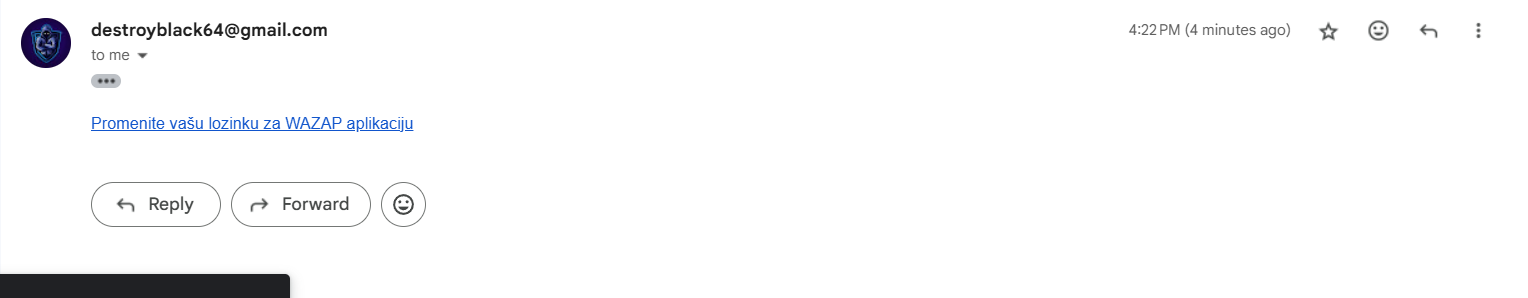 destroyblack64@gmail.com
4:22 PM (4 minutes ago)
to me
Promenite vašu lozinku za WAZAP aplikaciju
Reply
Forward